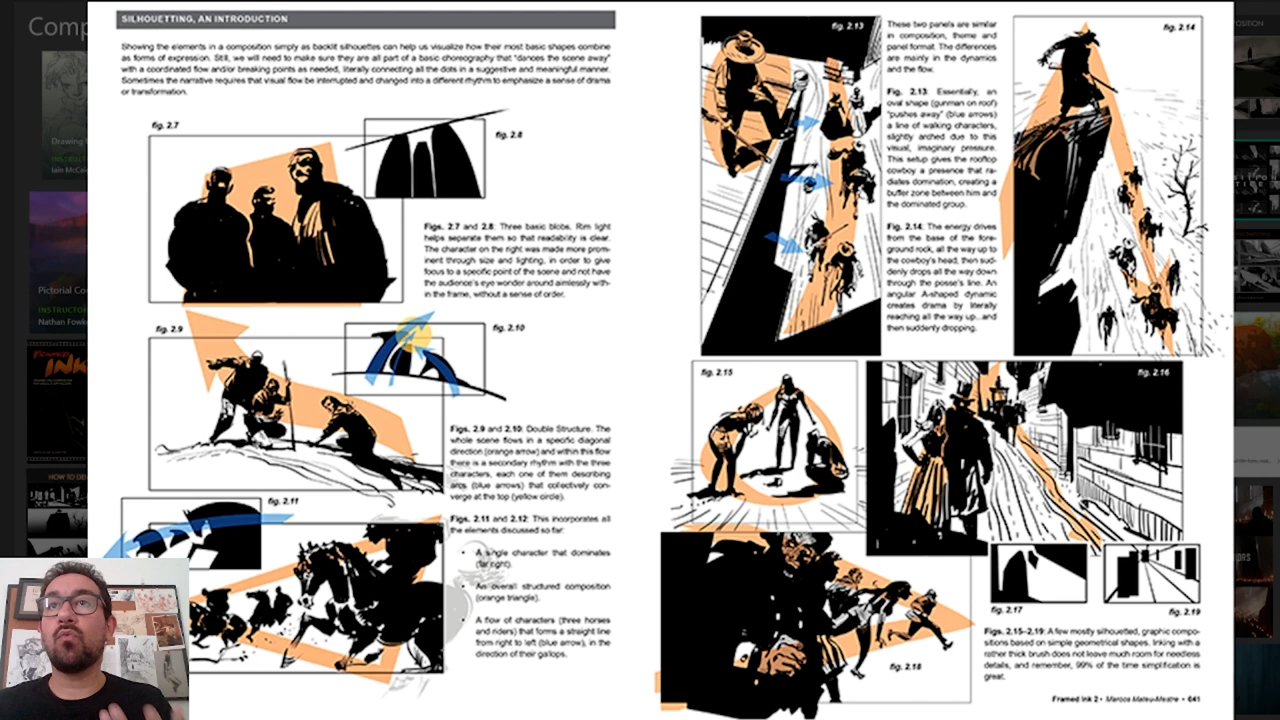 Comp
SILHOUETTING, AN INTRODUCTION
Showing the elements in a composition simply as backlit silhouettes can help us visualize how their most basic shapes combine
as forms of expression. Still, we will need to make sure they are all part of a basic choreography that "dances the scene away"
with a coordinated flow and/or breaking points as needed, literally connecting all the dots in a suggestive and meaningful manner.
Sometimes the narrative requires that visual flow be interrupted and changed into a different rhythm to emphasize a sense of drama
or transformation.
fig. 2.7
fig. 2.8
Figs. 2.7 and 2.8: Three basic blobs. Rim light
helps separate them so that readability is clear.
The character on the right was made more prom-
inent through size and lighting, in order to give
focus to a specific point of the scene and not have
the audience's eye wonder around aimlessly with-
in the frame, without a sense of order.
fig. 2.9
fig. 2.10
Figs. 2.9 and 2.10: Double Structure. The
whole scene flows in a specific diagonal
direction (orange arrow) and within this flow
there is a secondary rhythm with the three
characters, each one of them describing
arcs (blue arrows) that collectively con-
verge at the top (yellow circle).
fig. 2.11
Figs. 2.11 and 2.12: This incorporates all
the elements discussed so far:
• A single character that dominates
(far right).
• An overall structured composition
(orange triangle).
• A flow of characters (three horses
and riders) that forms a straight line
from right to left (blue arrow), in the
direction of their gallops.
fig. 2.13
These two panels are similar
in composition, theme and
panel format. The differences
are mainly in the dynamics
and the flow.
Fig. 2.13: Essentially, an
oval shape (gunman on roof)
"pushes away" (blue arrows)
a line of walking characters,
slightly arched due to this
visual, imaginary pressure.
This setup gives the rooftop
cowboy a presence that ra-
diates domination, creating a
buffer zone between him and
the dominated group.
Fig. 2.14: The energy drives
from the base of the fore-
ground rock, all the way up to
the cowboy's head, then sud-
denly drops all the way down
through the posse's line. An
angular A-shaped dynamic
creates drama by literally
reaching all the way up...and
then suddenly dropping.
fig. 2.14
fig. 2.15
fig. 2.16
fig. 2.17
fig. 2.19
fig. 2.18
Figs. 2.15–2.19: A few mostly silhouetted, graphic compo-
sitions based on simple geometrical shapes. Inking with a
rather thick brush does not leave much room for needless
details, and remember, 99% of the time simplification is
great.
Framed Ink 2 • Marcos Mateu-Mestre • 041
Drawing
Iain McCai
Pictorial Co
INSTRUCTOR
Nathan Fowk
INK
HOW TO DE